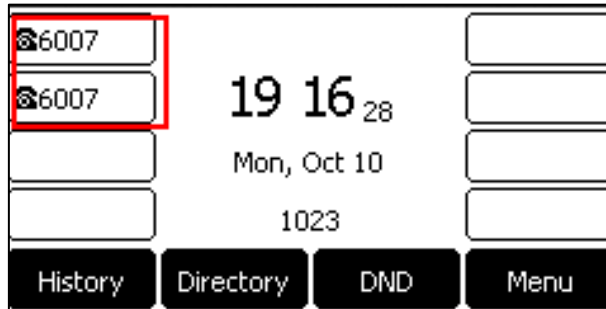 ☎6007
☎6007
19 16 28
Mon, Oct 10
1023
History Directory DND Menu